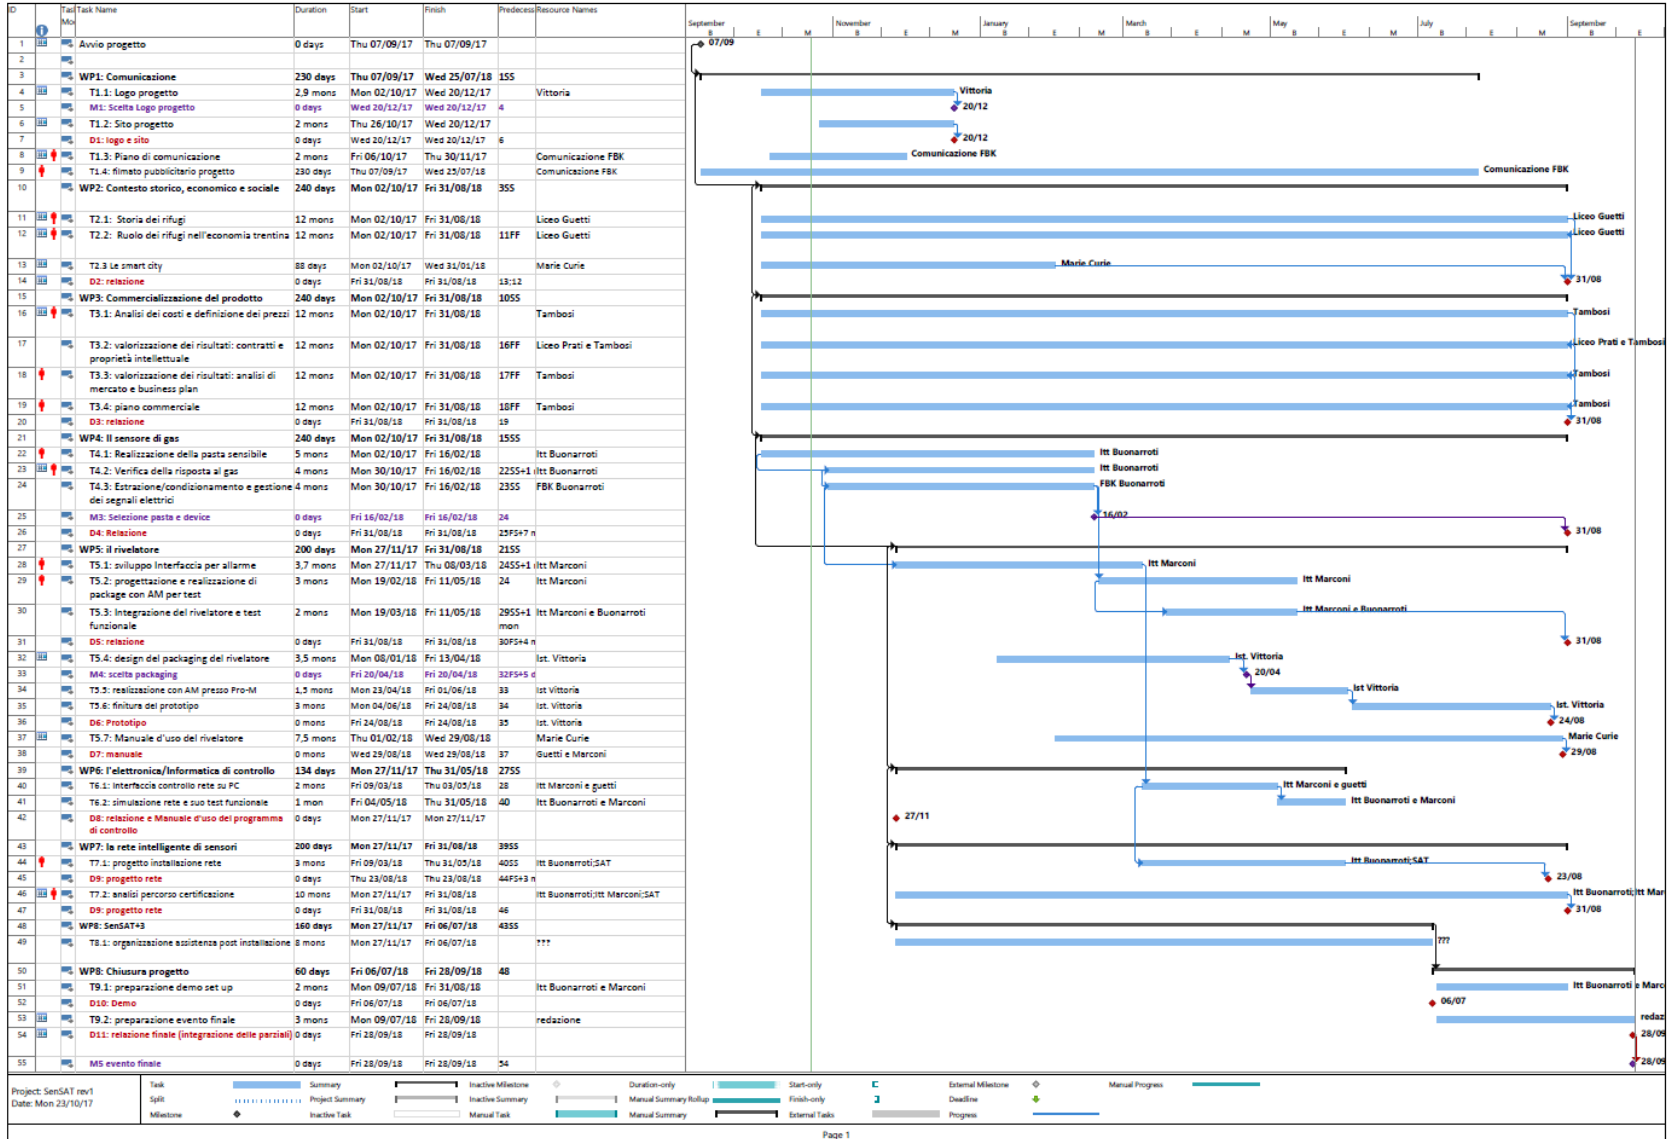 ID Task Mo Task Name Duration Start Finish Predecess Resource Names
September November January March May July September
B E M B E M B E M B E M B E M B E M B E
1 Avvio progetto 0 days Thu 07/09/17 Thu 07/09/17 07/09
2
3 WP1: Comunicazione 230 days Thu 07/09/17 Wed 25/07/18 1SS
4 T1.1: Logo progetto 2,9 mons Mon 02/10/17 Wed 20/12/17 Vittoria Vittoria
5 M1: Scelta Logo progetto 0 days Wed 20/12/17 Wed 20/12/17 4 20/12
6 T1.2: Sito progetto 2 mons Thu 26/10/17 Wed 20/12/17
7 D1: logo e sito 0 days Wed 20/12/17 Wed 20/12/17 6 20/12
8 T1.3: Piano di comunicazione 2 mons Fri 06/10/17 Thu 30/11/17 Comunicazione FBK Comunicazione FBK
9 T1.4: filmato pubblicitario progetto 230 days Thu 07/09/17 Wed 25/07/18 Comunicazione FBK Comunicazione FBK
10 WP2: Contesto storico, economico e sociale 240 days Mon 02/10/17 Fri 31/08/18 3SS
11 T2.1: Storia dei rifugi 12 mons Mon 02/10/17 Fri 31/08/18 Liceo Guetti Liceo Guetti
12 T2.2: Ruolo dei rifugi nell'economia trentina 12 mons Mon 02/10/17 Fri 31/08/18 11FF Liceo Guetti Liceo Guetti
13 T2.3 Le smart city 88 days Mon 02/10/17 Wed 31/01/18 Marie Curie Marie Curie
14 D2: relazione 0 days Fri 31/08/18 Fri 31/08/18 13;12 31/08
15 WP3: Commercializzazione del prodotto 240 days Mon 02/10/17 Fri 31/08/18 10SS
16 T3.1: Analisi dei costi e definizione dei prezzi 12 mons Mon 02/10/17 Fri 31/08/18 Tambosi Tambosi
17 T3.2: valorizzazione dei risultati: contratti e 12 mons Mon 02/10/17 Fri 31/08/18 16FF Liceo Prati e Tambosi Liceo Prati e Tambosi
proprietà intellettuale
18 T3.3: valorizzazione dei risultati: analisi di 12 mons Mon 02/10/17 Fri 31/08/18 17FF Tambosi Tambosi
mercato e business plan
19 T3.4: piano commerciale 12 mons Mon 02/10/17 Fri 31/08/18 18FF Tambosi Tambosi
20 D3: relazione 0 days Fri 31/08/18 Fri 31/08/18 19 31/08
21 WP4: Il sensore di gas 240 days Mon 02/10/17 Fri 31/08/18 15SS
22 T4.1: Realizzazione della pasta sensibile 5 mons Mon 02/10/17 Fri 16/02/18 Itt Buonarroti Itt Buonarroti
23 T4.2: Verifica della risposta al gas 4 mons Mon 30/10/17 Fri 16/02/18 22SS+1 Itt Buonarroti Itt Buonarroti
24 T4.3: Estrazione/condizionamento e gestione 4 mons Mon 30/10/17 Fri 16/02/18 23SS FBK Buonarroti FBK Buonarroti
dei segnali elettrici
25 M3: Selezione pasta e device 0 days Fri 16/02/18 Fri 16/02/18 24 16/02
26 D4: Relazione 0 days Fri 31/08/18 Fri 31/08/18 25FS+7 m 31/08
27 WP5: il rivelatore 200 days Mon 27/11/17 Fri 31/08/18 21SS
28 T5.1: sviluppo Interfaccia per allarme 3,7 mons Mon 27/11/17 Thu 08/03/18 24SS+1 Itt Marconi Itt Marconi
29 T5.2: progettazione e realizzazione di 3 mons Mon 19/02/18 Fri 11/05/18 24 Itt Marconi Itt Marconi
package con AM per test
30 T5.3: Integrazione del rivelatore e test 2 mons Mon 19/03/18 Fri 11/05/18 29SS+1 Itt Marconi e Buonarroti Itt Marconi e Buonarroti
funzionale mon
31 D5: relazione 0 days Fri 31/08/18 Fri 31/08/18 30FS+4 m 31/08
32 T5.4: design del packaging del rivelatore 3,5 mons Mon 08/01/18 Fri 13/04/18 Ist. Vittoria Ist. Vittoria
33 M4: scelta packaging 0 days Fri 20/04/18 Fri 20/04/18 32FS+5 d 20/04
34 T5.5: realizzazione con AM presso Pro-M 1,5 mons Mon 23/04/18 Fri 01/06/18 33 Ist Vittoria Ist Vittoria
35 T5.6: finitura del prototipo 3 mons Mon 04/06/18 Fri 24/08/18 34 Ist. Vittoria Ist. Vittoria
36 D6: Prototipo 0 mons Fri 24/08/18 Fri 24/08/18 35 24/08
37 T5.7: Manuale d'uso del rivelatore 7,5 mons Thu 01/02/18 Wed 29/08/18 Marie Curie Marie Curie
38 D7: manuale 0 mons Wed 29/08/18 Wed 29/08/18 37 Guetti e Marconi 29/08
39 WP6: l'elettronica/Informatica di controllo 134 days Mon 27/11/17 Thu 31/05/18 27SS
40 T6.1: Interfaccia controllo rete su PC 2 mons Fri 09/03/18 Thu 03/05/18 28 Itt Marconi e guetti Itt Marconi e guetti
41 T6.2: simulazione rete e suo test funzionale 1 mon Fri 04/05/18 Thu 31/05/18 40 Itt Buonarroti e Marconi Itt Buonarroti e Marconi
42 D8: relazione e Manuale d'uso del programma 0 days Mon 27/11/17 Mon 27/11/17 27/11
di controllo
43 WP7: la rete intelligente di sensori 200 days Mon 27/11/17 Fri 31/08/18 39SS
44 T7.1: progetto installazione rete 3 mons Fri 09/03/18 Thu 31/05/18 40SS Itt Buonarroti;SAT Itt Buonarroti;SAT
45 D9: progetto rete 0 days Thu 23/08/18 Thu 23/08/18 44FS+3 m 23/08
46 T7.2: analisi percorso certificazione 10 mons Mon 27/11/17 Fri 31/08/18 Itt Buonarroti;Itt Marconi;SAT Itt Buonarroti;Itt Mar
47 D9: progetto rete 0 days Fri 31/08/18 Fri 31/08/18 46 31/08
48 WP8: SenSAT+3 160 days Mon 27/11/17 Fri 06/07/18 43SS
49 T8.1: organizzazione assistenza post installazione 8 mons Mon 27/11/17 Fri 06/07/18 ??? ???
50 WP8: Chiusura progetto 60 days Fri 06/07/18 Fri 28/09/18 48
51 T9.1: preparazione demo set up 2 mons Mon 09/07/18 Fri 31/08/18 Itt Buonarroti e Marconi Itt Buonarroti e Marc
52 D10: Demo 0 days Fri 06/07/18 Fri 06/07/18 06/07
53 T9.2: preparazione evento finale 3 mons Mon 09/07/18 Fri 28/09/18 redazione redaz
54 D11: relazione finale (integrazione delle parziali) 0 days Fri 28/09/18 Fri 28/09/18 28/09
55 M5 evento finale 0 days Fri 28/09/18 Fri 28/09/18 54 28/09
Project: SenSAT rev1
Date: Mon 23/10/17
Task Summary Inactive Milestone Duration-only Start-only External Milestone Manual Progress
Split Project Summary Inactive Summary Manual Summary Rollup Finish-only Deadline
Milestone Inactive Task Manual Task Manual Summary External Tasks Progress
Page 1